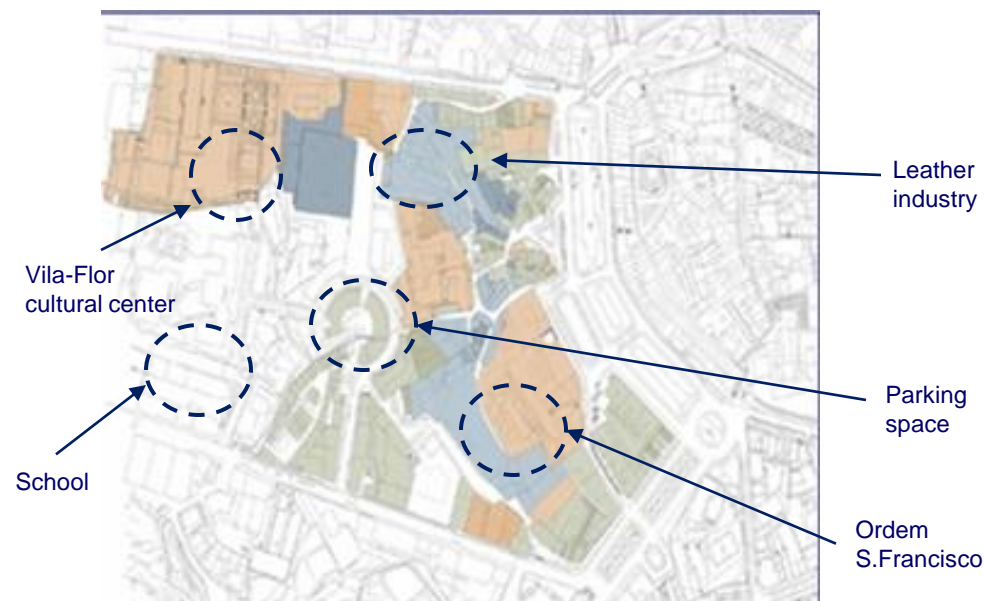 Leather
industry
Vila-Flor
cultural center
Parking
space
School
Ordem
S.Francisco